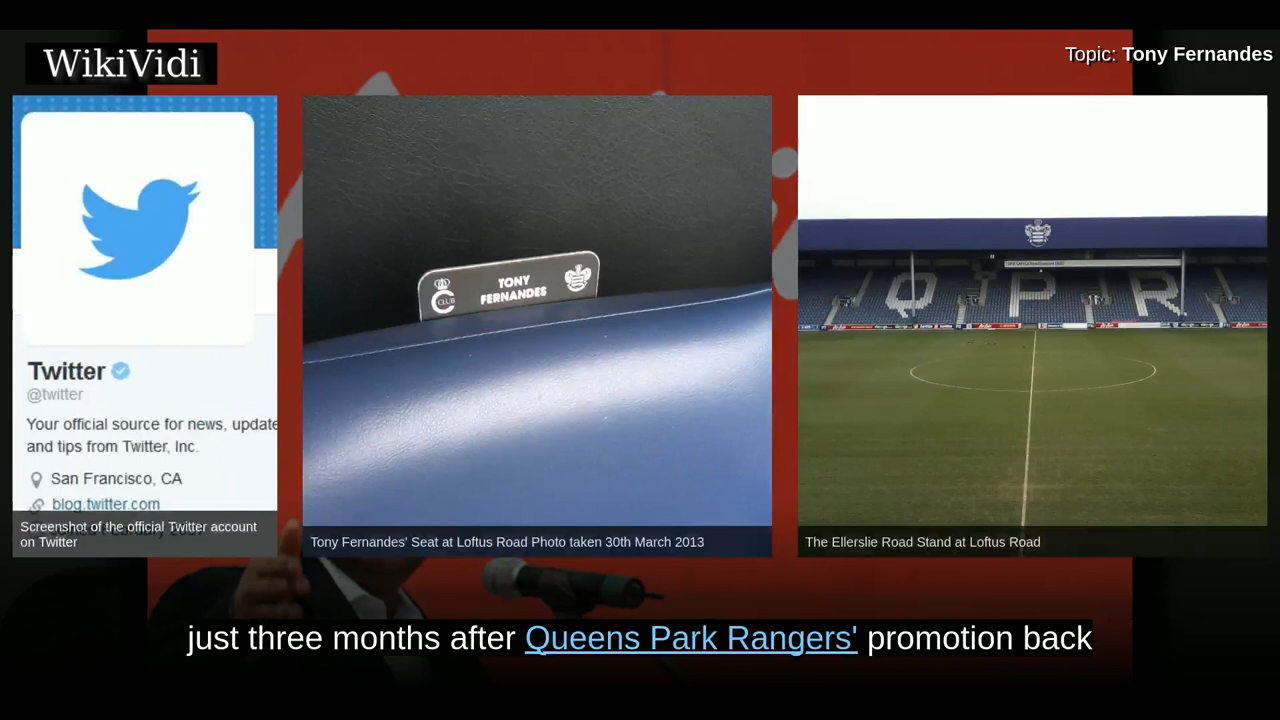 WikiVidi
Topic: Tony Fernandes
Twitter
@twitter
Your official source for news, update
and tips from Twitter, Inc.
San Francisco, CA
blog.twitter.com
Screenshot of the official Twitter account
on Twitter
CLUB
TONY
FERNANDES
Tony Fernandes' Seat at Loftus Road Photo taken 30th March 2013
QPR
The Ellerslie Road Stand at Loftus Road
just three months after Queens Park Rangers' promotion back